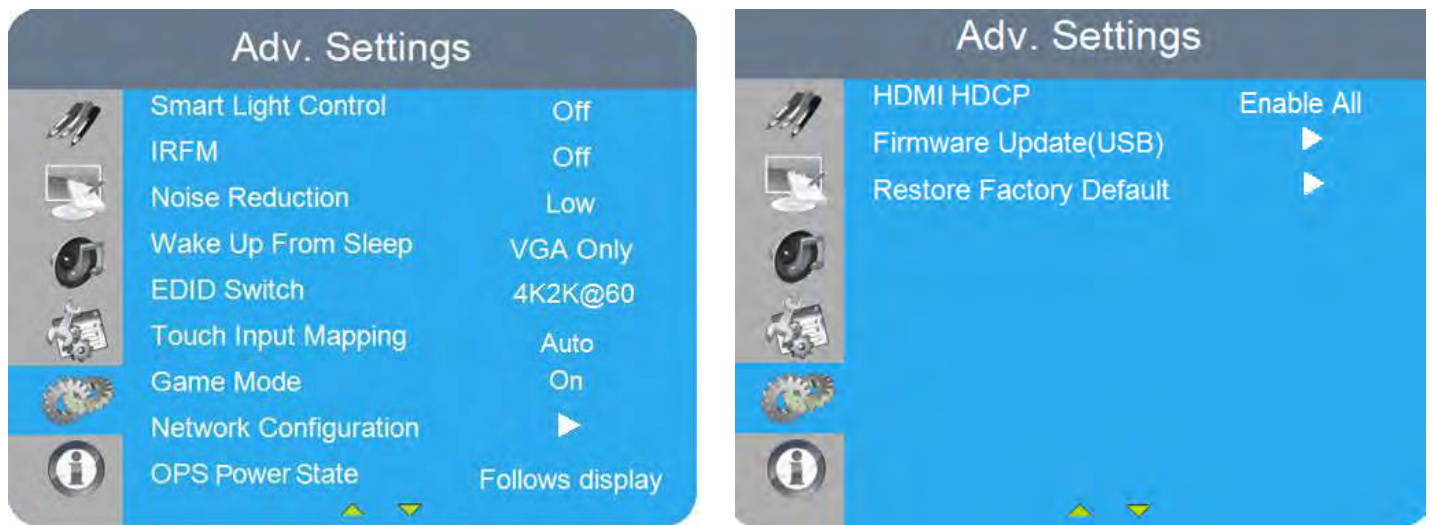 Adv. Settings
Smart Light Control Off
IRFM Off
Noise Reduction Low
Wake Up From Sleep VGA Only
EDID Switch 4K2K@60
Touch Input Mapping Auto
Game Mode On
Network Configuration
OPS Power State Follows display
Adv. Settings
HDMI HDCP Enable All
Firmware Update(USB)
Restore Factory Default